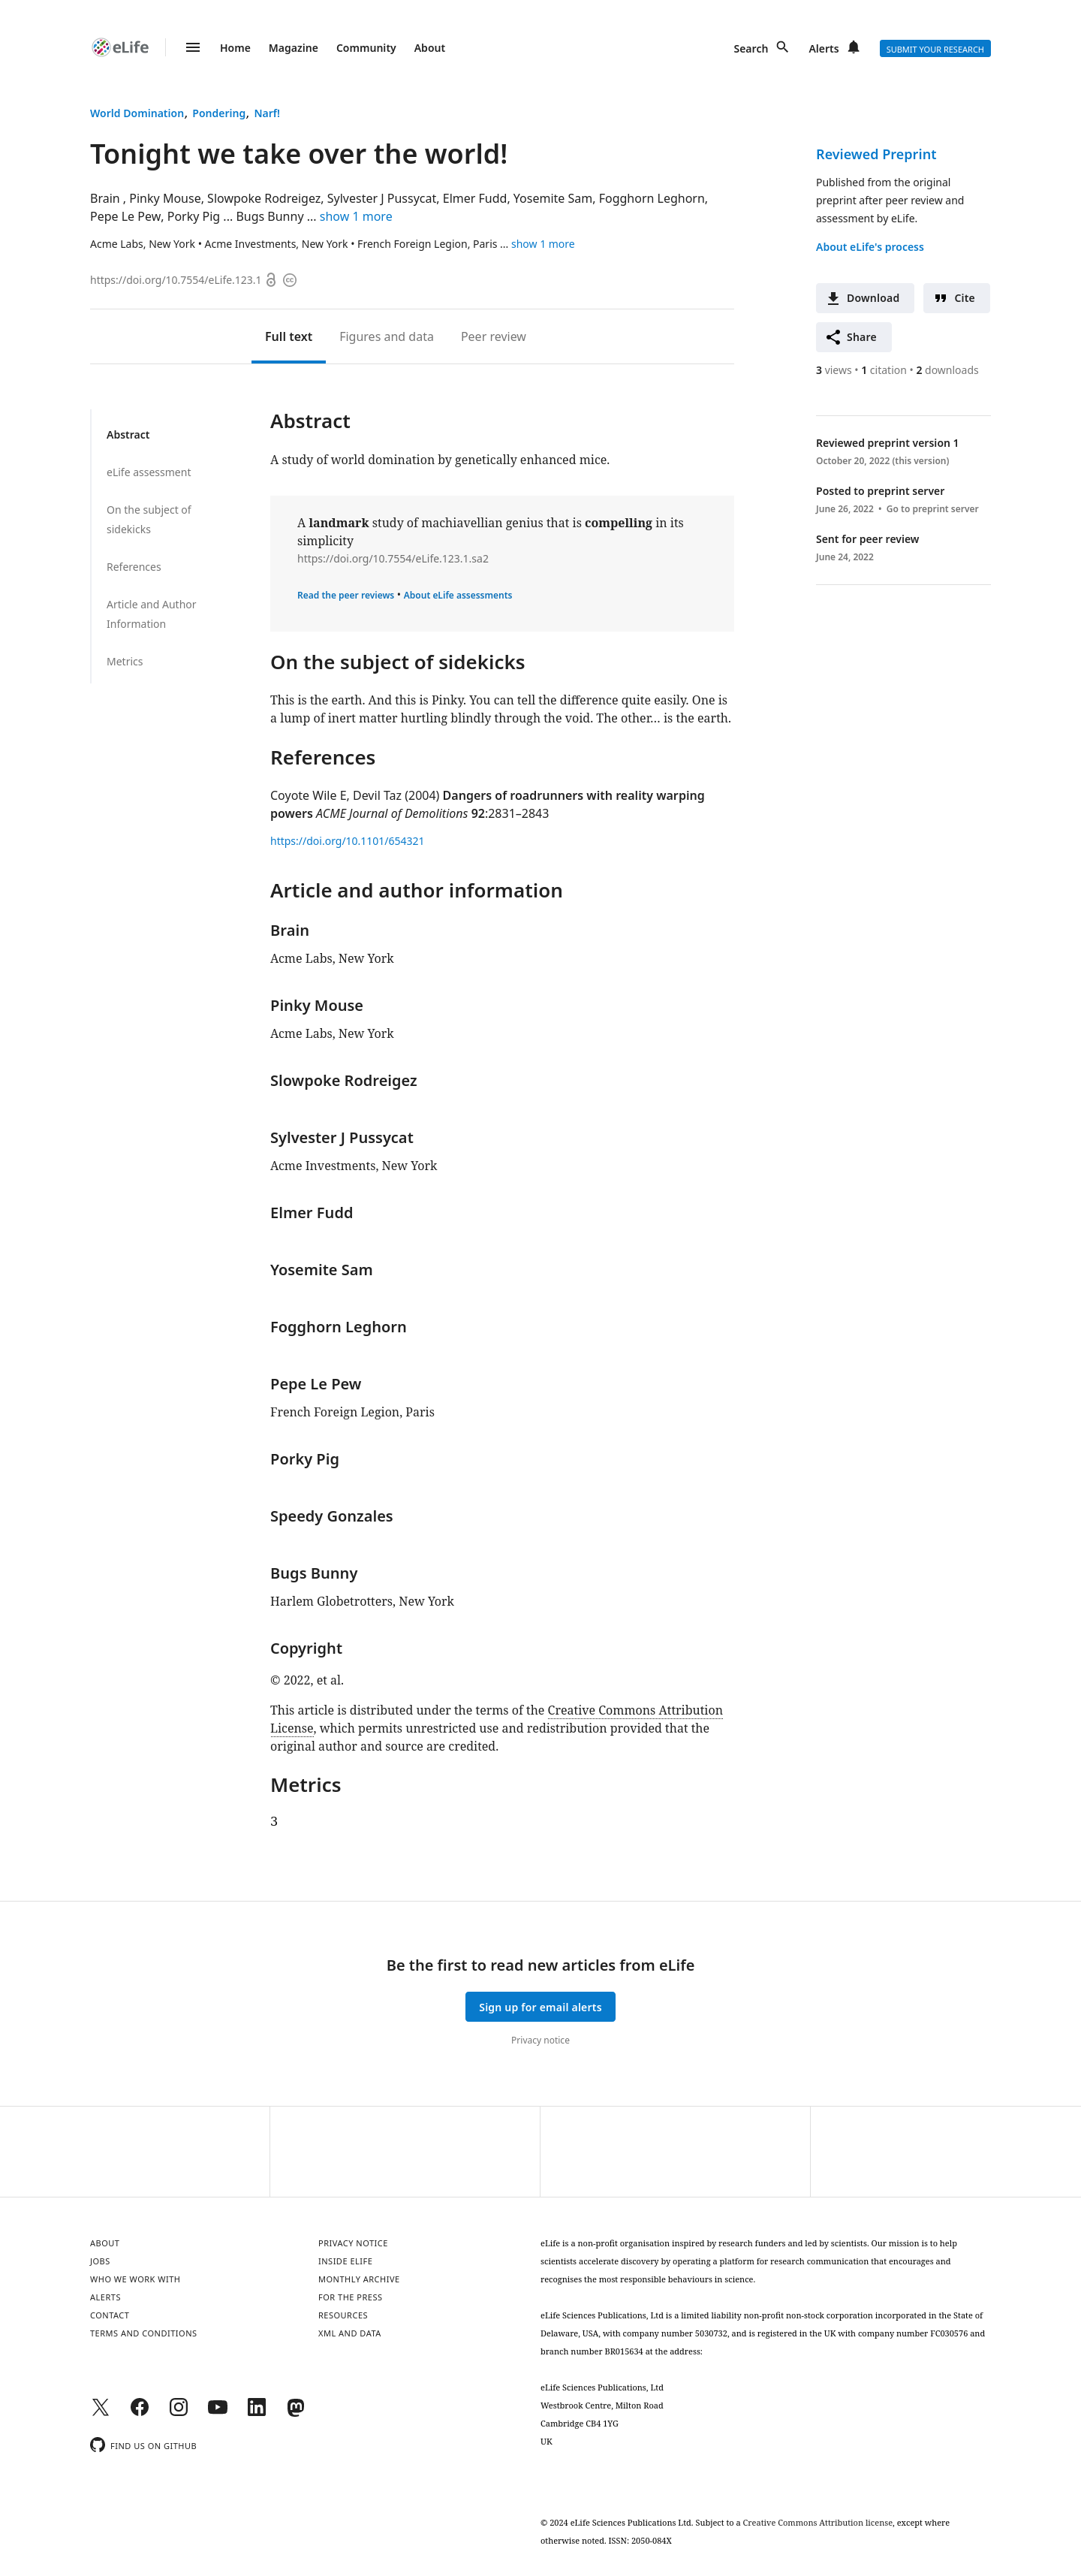 eLife
Home Magazine Community About
Search Alerts SUBMIT YOUR RESEARCH
World Domination, Pondering, Narf!
Tonight we take over the world!
Brain , Pinky Mouse, Slowpoke Rodreigez, Sylvester J Pussycat, Elmer Fudd, Yosemite Sam, Fogghorn Leghorn,
Pepe Le Pew, Porky Pig ... Bugs Bunny ... show 1 more
Acme Labs, New York • Acme Investments, New York • French Foreign Legion, Paris ... show 1 more
https://doi.org/10.7554/eLife.123.1
cc
Reviewed Preprint
Published from the original
preprint after peer review and
assessment by eLife.
About eLife's process
Download Cite
Share
3 views • 1 citation • 2 downloads
Reviewed preprint version 1
October 20, 2022 (this version)
Posted to preprint server
June 26, 2022 • Go to preprint server
Sent for peer review
June 24, 2022
Full text Figures and data Peer review
Abstract
eLife assessment
On the subject of
sidekicks
References
Article and Author
Information
Metrics
Abstract
A study of world domination by genetically enhanced mice.
A landmark study of machiavellian genius that is compelling in its
simplicity
https://doi.org/10.7554/eLife.123.1.sa2
Read the peer reviews • About eLife assessments
On the subject of sidekicks
This is the earth. And this is Pinky. You can tell the difference quite easily. One is
a lump of inert matter hurtling blindly through the void. The other… is the earth.
References
Coyote Wile E, Devil Taz (2004) Dangers of roadrunners with reality warping
powers ACME Journal of Demolitions 92:2831–2843
https://doi.org/10.1101/654321
Article and author information
Brain
Acme Labs, New York
Pinky Mouse
Acme Labs, New York
Slowpoke Rodreigez
Sylvester J Pussycat
Acme Investments, New York
Elmer Fudd
Yosemite Sam
Fogghorn Leghorn
Pepe Le Pew
French Foreign Legion, Paris
Porky Pig
Speedy Gonzales
Bugs Bunny
Harlem Globetrotters, New York
Copyright
© 2022, et al.
This article is distributed under the terms of the Creative Commons Attribution
License, which permits unrestricted use and redistribution provided that the
original author and source are credited.
Metrics
3
Be the first to read new articles from eLife
Sign up for email alerts
Privacy notice
ABOUT
JOBS
WHO WE WORK WITH
ALERTS
CONTACT
TERMS AND CONDITIONS
PRIVACY NOTICE
INSIDE ELIFE
MONTHLY ARCHIVE
FOR THE PRESS
RESOURCES
XML AND DATA
FIND US ON GITHUB
eLife is a non-profit organisation inspired by research funders and led by scientists. Our mission is to help
scientists accelerate discovery by operating a platform for research communication that encourages and
recognises the most responsible behaviours in science.
eLife Sciences Publications, Ltd is a limited liability non-profit non-stock corporation incorporated in the State of
Delaware, USA, with company number 5030732, and is registered in the UK with company number FC030576 and
branch number BR015634 at the address:
eLife Sciences Publications, Ltd
Westbrook Centre, Milton Road
Cambridge CB4 1YG
UK
© 2024 eLife Sciences Publications Ltd. Subject to a Creative Commons Attribution license, except where
otherwise noted. ISSN: 2050-084X